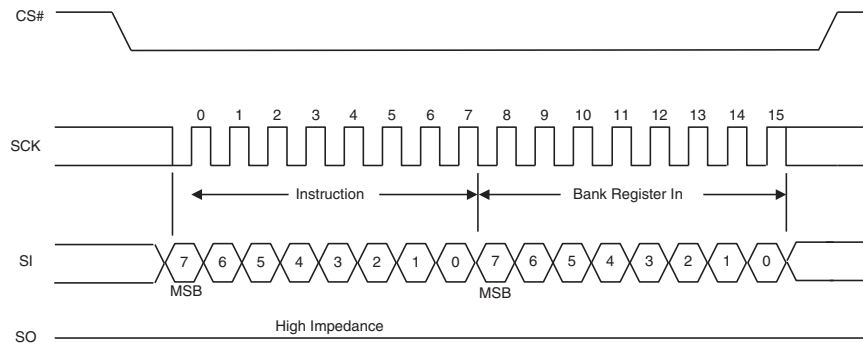 CS#
0 1 2 3 4 5 6 7 8 9 10 11 12 13 14 15
SCK
Instruction Bank Register In
SI 7 6 5 4 3 2 1 0 7 6 5 4 3 2 1 0
MSB MSB
High Impedance
SO